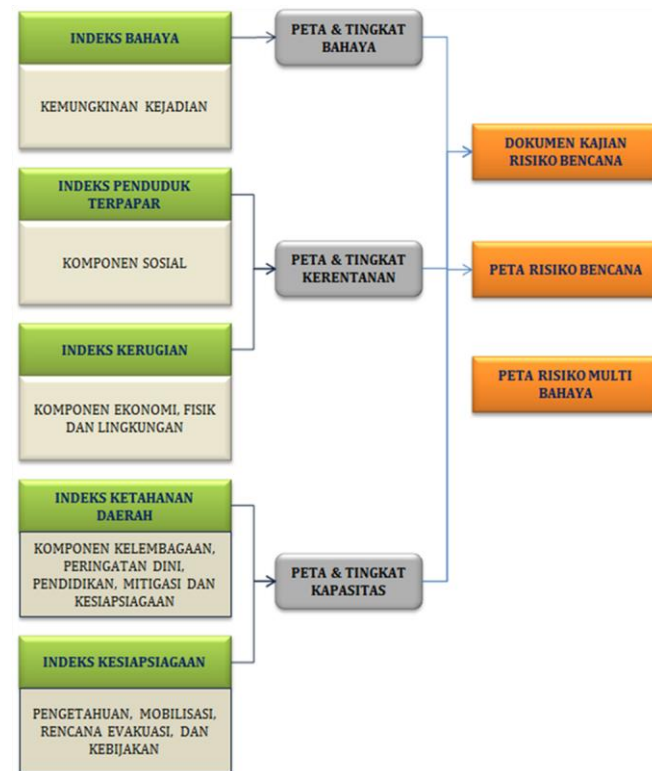 INDEKS BAHAYA
KEMUNGKINAN KEJADIAN
PETA & TINGKAT
BAHAYA
INDEKS PENDUDUK
TERPAPAR
KOMPONEN SOSIAL
INDEKS KERUGIAN
KOMPONEN EKONOMI, FISIK
DAN LINGKUNGAN
PETA & TINGKAT
KERENTANAN
INDEKS KETAHANAN
DAERAH
KOMPONEN KELEMBAGAAN,
PERINGATAN DINI,
PENDIDIKAN, MITIGASI DAN
KESIAPSIAGAAN
INDEKS KESIAPSIAGAAN
PENGETAHUAN, MOBILISASI,
RENCANA EVAKUASI, DAN
KEBIJAKAN
PETA & TINGKAT
KAPASITAS
DOKUMEN KAJIAN
RISIKO BENCANA
PETA RISIKO BENCANA
PETA RISIKO MULTI
BAHAYA